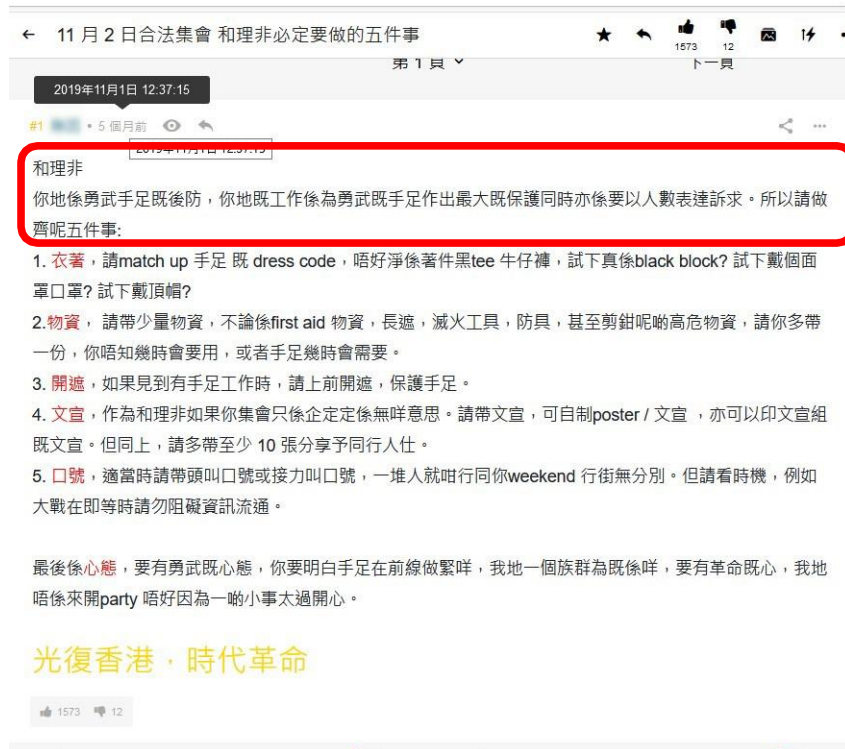 ← 11 月 2 日合法集會 和理非必定要做的五件事
1573 12
第 1 頁
下一頁
2019年11月1日 12:37:15
#1 • 5 個月前
2019年11月1日 12:37:15
和理非
你地係勇武手足既後防，你地既工作係為勇武既手足作出最大既保護同時亦係要以人數表達訴求。所以請做
齊呢五件事:
1. 衣著，請match up 手足 既 dress code，唔好淨係著件黑tee 牛仔褲，試下真係black block? 試下戴個面
罩口罩? 試下戴頂帽?
2.物資， 請帶少量物資，不論係first aid 物資，長遮，滅火工具，防具，甚至剪鉗呢啲高危物資，請你多帶
一份，你唔知幾時會要用，或者手足幾時會需要。
3. 開遮，如果見到有手足工作時，請上前開遮，保護手足。
4. 文宣，作為和理非如果你集會只係企定定係無咩意思。請帶文宣，可自制poster / 文宣 ，亦可以印文宣組
既文宣。但同上，請多帶至少 10 張分享予同行人仕。
5. 口號，適當時請帶頭叫口號或接力叫口號，一堆人就咁行同你weekend 行街無分別。但請看時機，例如
大戰在即等時請勿阻礙資訊流通。
最後係心態，要有勇武既心態，你要明白手足在前線做緊咩，我地一個族群為既係咩，要有革命既心，我地
唔係來開party 唔好因為一啲小事太過開心。
光復香港，時代革命
1573 12